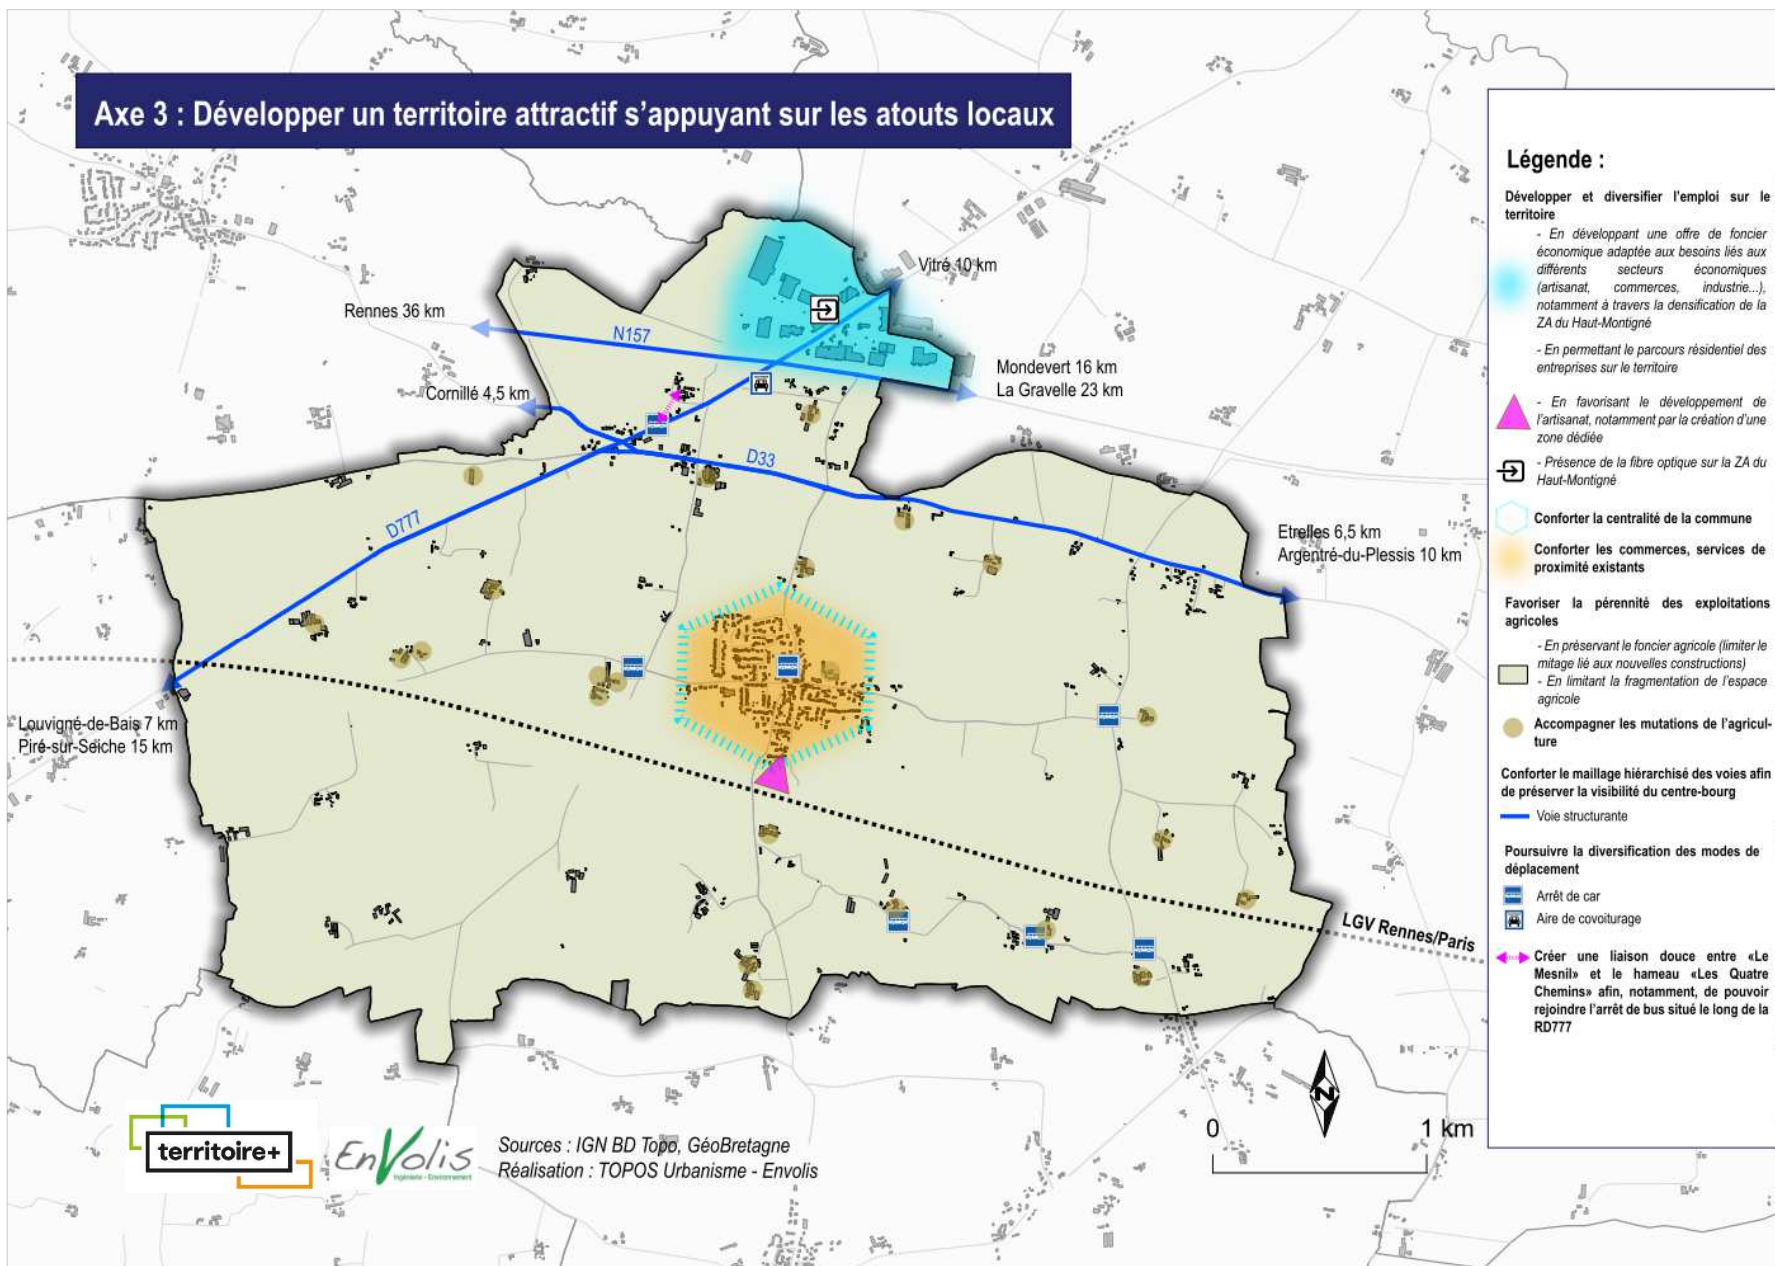 Axe 3 : Développer un territoire attractif s’appuyant sur les atouts locaux
Vitré 10 km
Rennes 36 km
N157
Mondevert 16 km
La Gravelle 23 km
Cornillé 4,5 km
D33
D777
Etrelles 6,5 km
Argentré-du-Plessis 10 km
Louvigné-de-Bais 7 km
Piré-sur-Seiche 15 km
LGV Rennes/Paris
Légende :
Développer et diversifier l’emploi sur le
territoire
- En développant une offre de foncier
économique adaptée aux besoins liés aux
différents secteurs économiques
(artisanat, commerces, industrie...),
notamment à travers la densification de la
ZA du Haut-Montigné
- En permettant le parcours résidentiel des
entreprises sur le territoire
- En favorisant le développement de
l’artisanat, notamment par la création d’une
zone dédiée
- Présence de la fibre optique sur la ZA du
Haut-Montigné
Conforter la centralité de la commune
Conforter les commerces, services de
proximité existants
Favoriser la pérennité des exploitations
agricoles
- En préservant le foncier agricole (limiter le
mitage lié aux nouvelles constructions)
- En limitant la fragmentation de l’espace
agricole
Accompagner les mutations de l’agricul-
ture
Conforter le maillage hiérarchisé des voies afin
de préserver la visibilité du centre-bourg
Voie structurante
Poursuivre la diversification des modes de
déplacement
Arrêt de car
Aire de covoiturage
Créer une liaison douce entre «Le
Mesnil» et le hameau «Les Quatre
Chemins» afin, notamment, de pouvoir
rejoindre l’arrêt de bus situé le long de la
RD777
N
0 1 km
territoire+
EnVolis
Ingénierie - Environnement
Sources : IGN BD Topo, GéoBretagne
Réalisation : TOPOS Urbanisme - Envolis